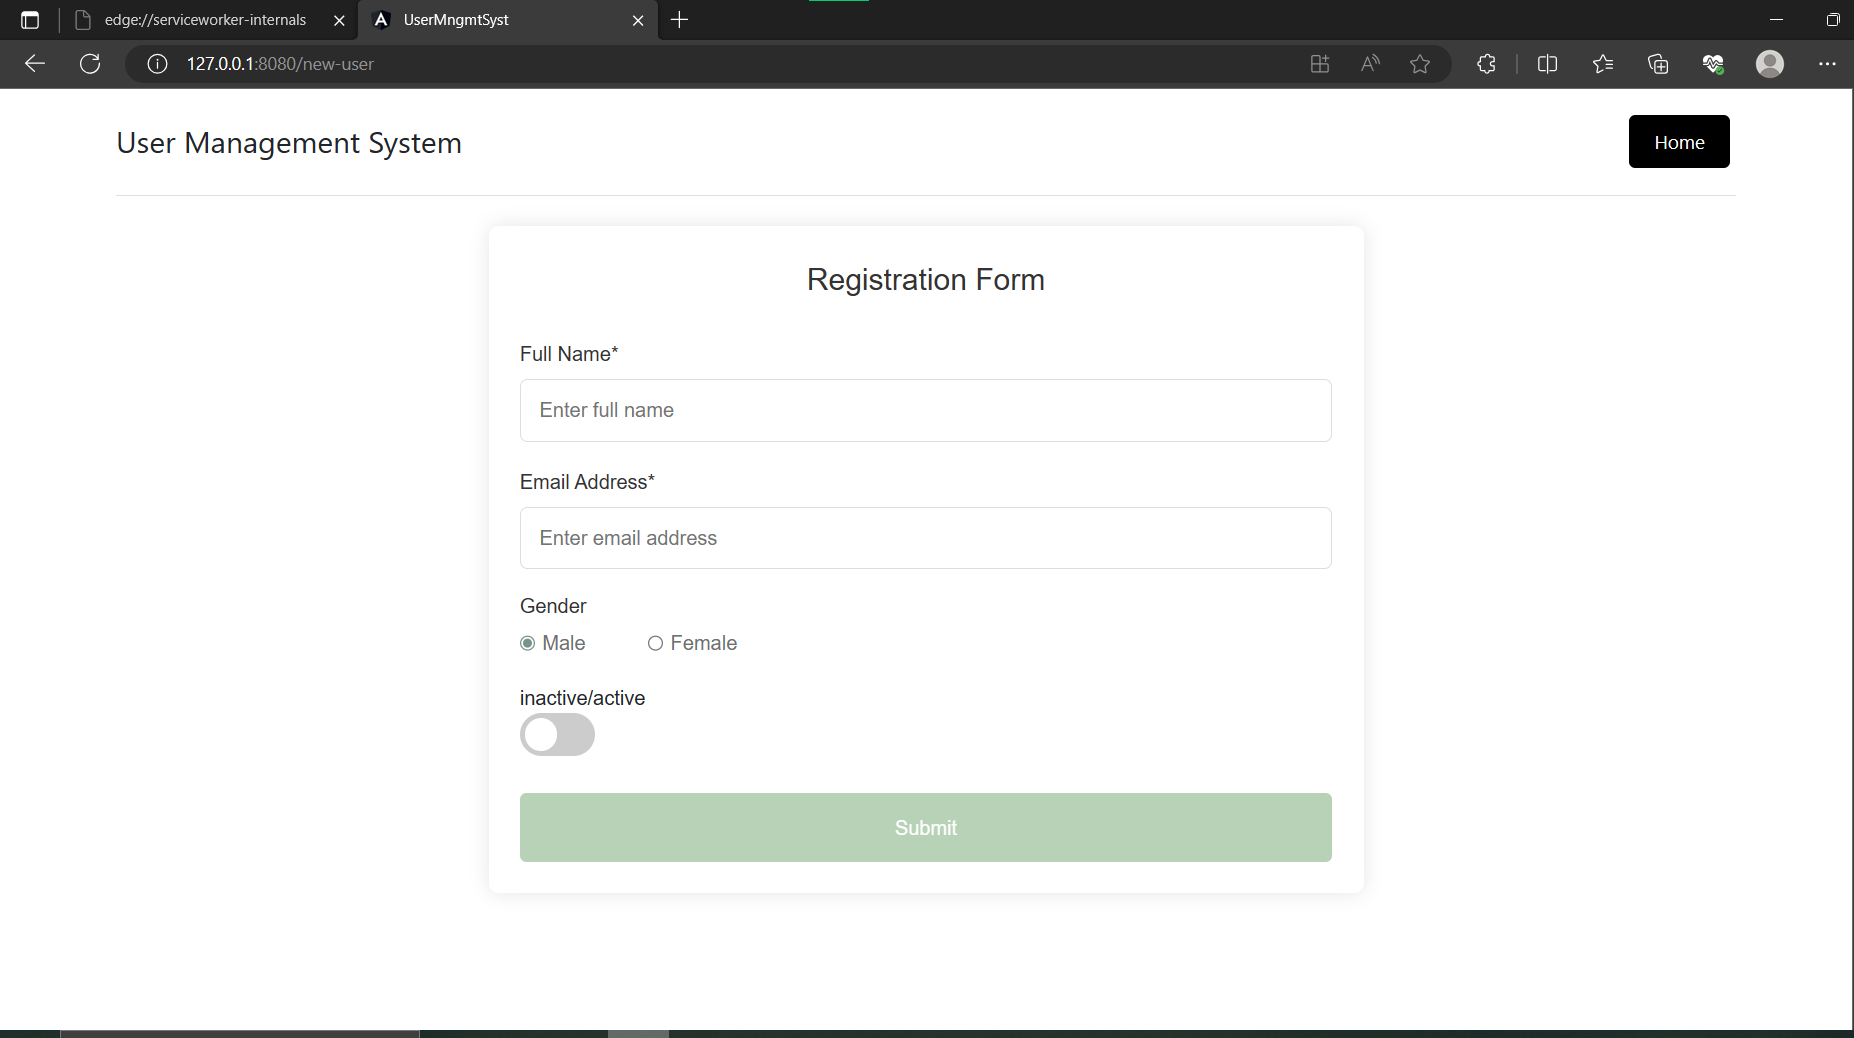 edge://serviceworker-internals
UserMngmtSyst
127.0.0.1:8080/new-user
User Management System
Home
Registration Form
Full Name*
Enter full name
Email Address*
Enter email address
Gender
Male Female
inactive/active
Submit